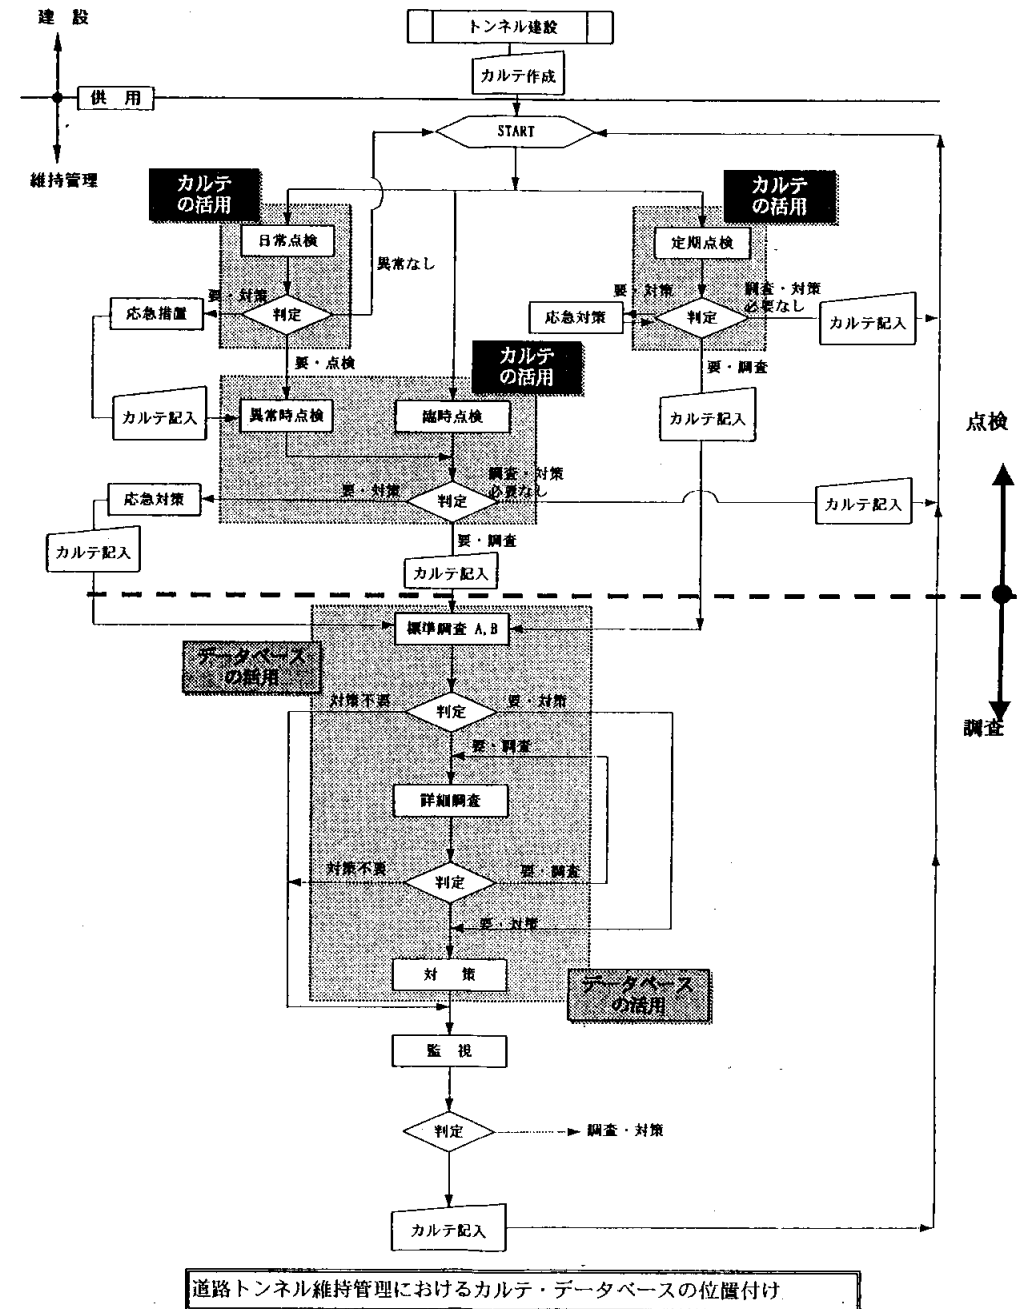 建 設
トンネル建設
カルテ作成
供 用
START
維持管理
カルテ
の活用
カルテ
の活用
日常点検
定期点検
異常なし
要・対策
判定
応急措置
要・対策
判定
調査・対策
必要なし
応急対策
カルテ記入
要・点検
カルテ
の活用
要・調査
カルテ記入
異常時点検
臨時点検
カルテ記入
点検
調査・対策
必要なし
要・対策
判定
応急対策
カルテ記入
要・調査
カルテ記入
カルテ記入
標準調査 A,B
データベース
の活用
対策不要
判定
要・対策
調査
要・調査
詳細調査
対策不要
判定
要・調査
要・対策
対 策
データベース
の活用
監 視
判定
調査・対策
カルテ記入
道路トンネル維持管理におけるカルテ・データベースの位置付け